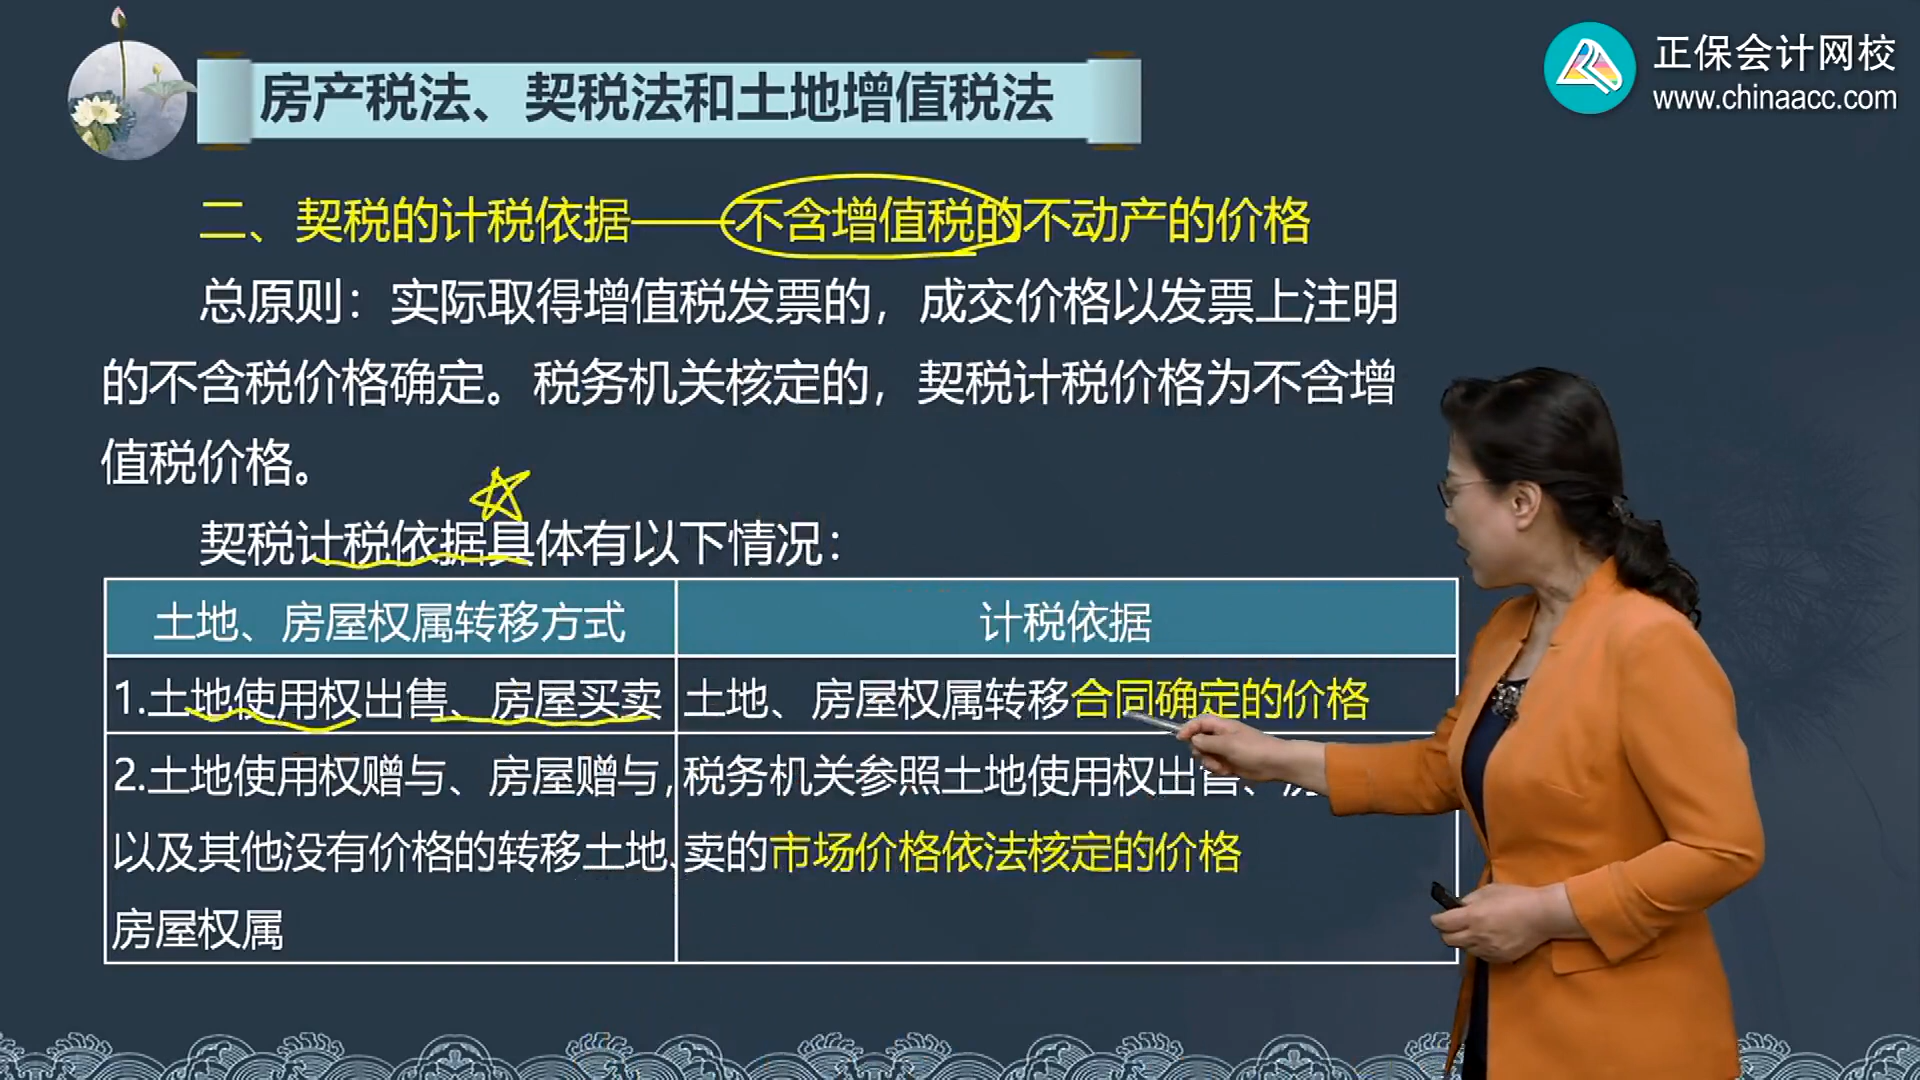 房产税法、契税法和土地增值税法
正保会计网校
www.chinaacc.com
二、契税的计税依据——不含增值税的不动产的价格
总原则：实际取得增值税发票的，成交价格以发票上注明
的不含税价格确定。税务机关核定的，契税计税价格为不含增
值税价格。
契税计税依据具体有以下情况：
土地、房屋权属转移方式
计税依据
1.土地使用权出售、房屋买卖
土地、房屋权属转移合同确定的价格
2.土地使用权赠与、房屋赠与，
以及其他没有价格的转移土地、
房屋权属
税务机关参照土地使用权出售、房
卖的市场价格依法核定的价格